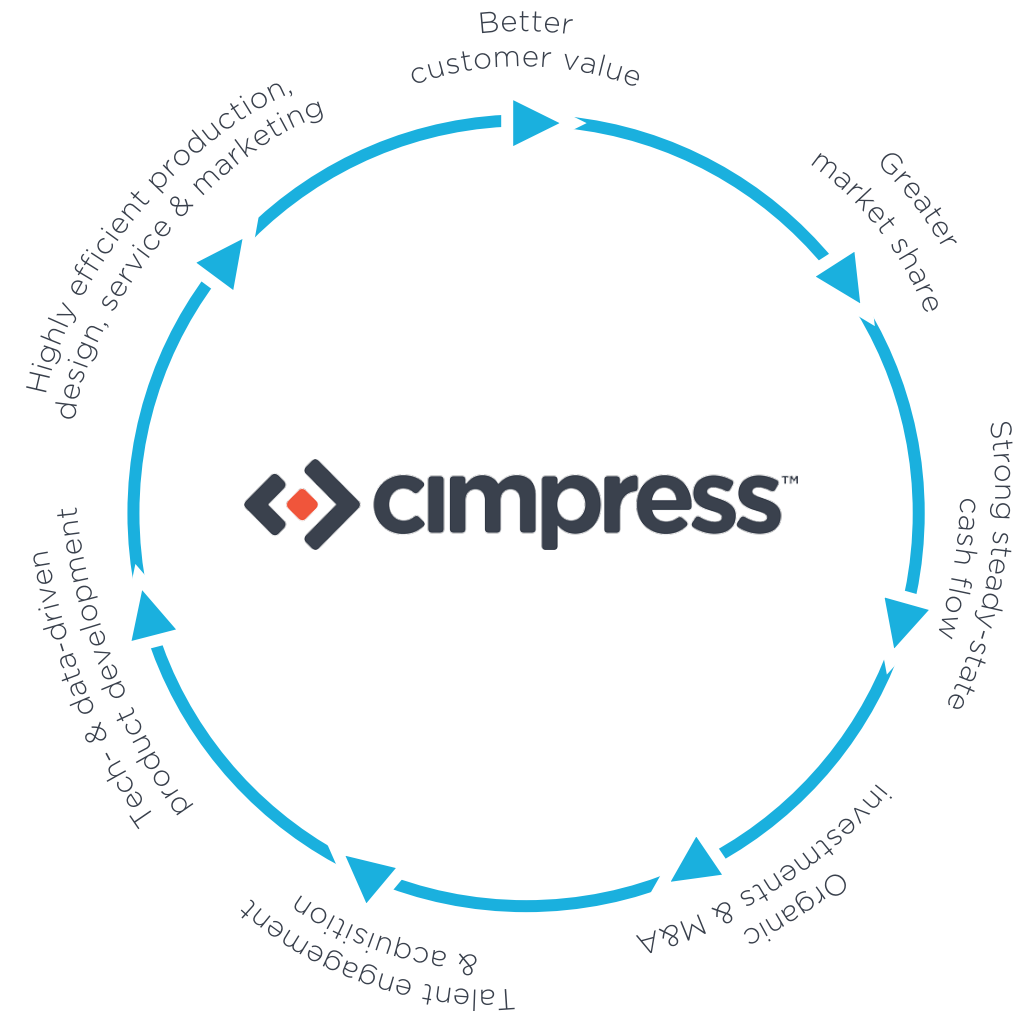 Better
customer value
Greater
market share
Strong steady-state
cash flow
Organic
investments & M&A
Talent engagement
& acquisition
Tech- & data-driven
product development
Highly efficient production,
design, service & marketing
cimpress™